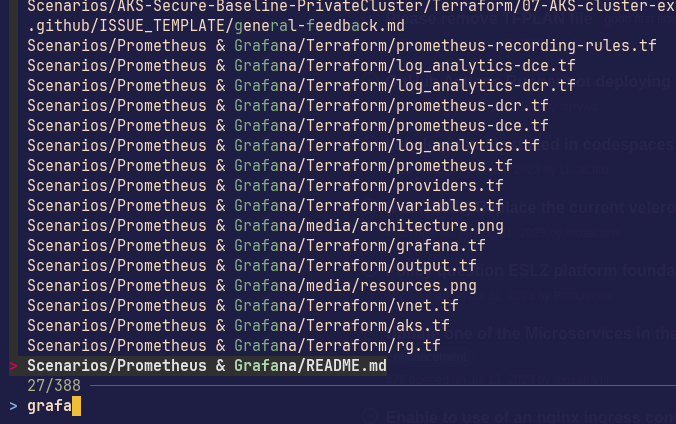 Scenarios/AKS-Secure-Baseline-PrivateCluster/Terraform/07-AKS-cluster-ex
.github/ISSUE_TEMPLATE/general-feedback.md
Scenarios/Prometheus & Grafana/Terraform/prometheus-recording-rules.tf
Scenarios/Prometheus & Grafana/Terraform/log_analytics-dce.tf
Scenarios/Prometheus & Grafana/Terraform/log_analytics-dcr.tf
Scenarios/Prometheus & Grafana/Terraform/prometheus-dcr.tf
Scenarios/Prometheus & Grafana/Terraform/prometheus-dce.tf
Scenarios/Prometheus & Grafana/Terraform/log_analytics.tf
Scenarios/Prometheus & Grafana/Terraform/prometheus.tf
Scenarios/Prometheus & Grafana/Terraform/providers.tf
Scenarios/Prometheus & Grafana/Terraform/variables.tf
Scenarios/Prometheus & Grafana/media/architecture.png
Scenarios/Prometheus & Grafana/Terraform/grafana.tf
Scenarios/Prometheus & Grafana/Terraform/output.tf
Scenarios/Prometheus & Grafana/media/resources.png
Scenarios/Prometheus & Grafana/Terraform/vnet.tf
Scenarios/Prometheus & Grafana/Terraform/aks.tf
Scenarios/Prometheus & Grafana/Terraform/rg.tf
> Scenarios/Prometheus & Grafana/README.md
27/388
> grafa